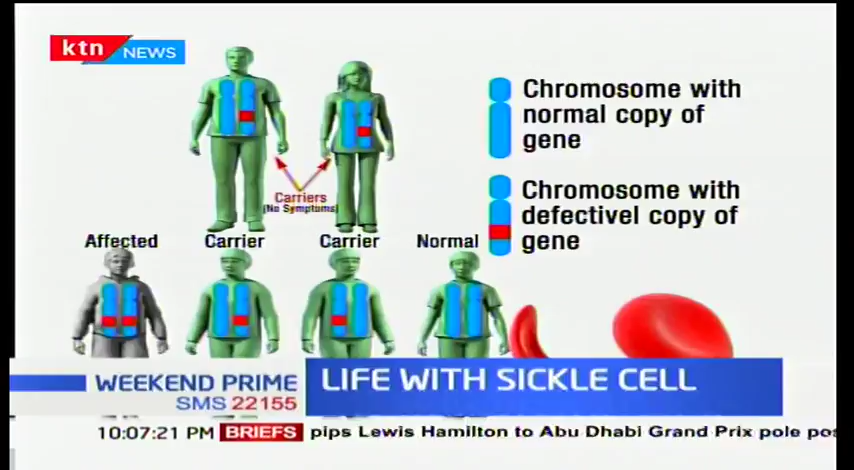 ktn NEWS
Chromosome with
normal copy of
gene
Carriers
(No Symptoms)
Chromosome with
defectivel copy of
gene
Affected Carrier Carrier Normal
WEEKEND PRIME
SMS 22155
LIFE WITH SICKLE CELL
10:07:21 PM BRIEFS pips Lewis Hamilton to Abu Dhabi Grand Prix pole pos